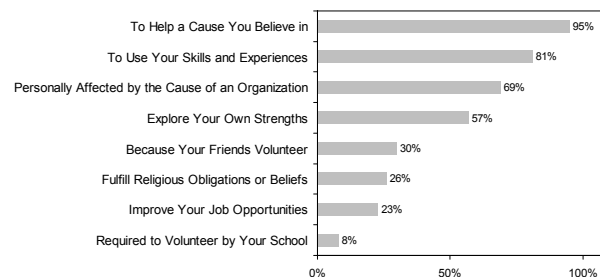 To Help a Cause You Believe in 95%
To Use Your Skills and Experiences 81%
Personally Affected by the Cause of an Organization 69%
Explore Your Own Strengths 57%
Because Your Friends Volunteer 30%
Fulfill Religious Obligations or Beliefs 26%
Improve Your Job Opportunities 23%
Required to Volunteer by Your School 8%
0% 50% 100%